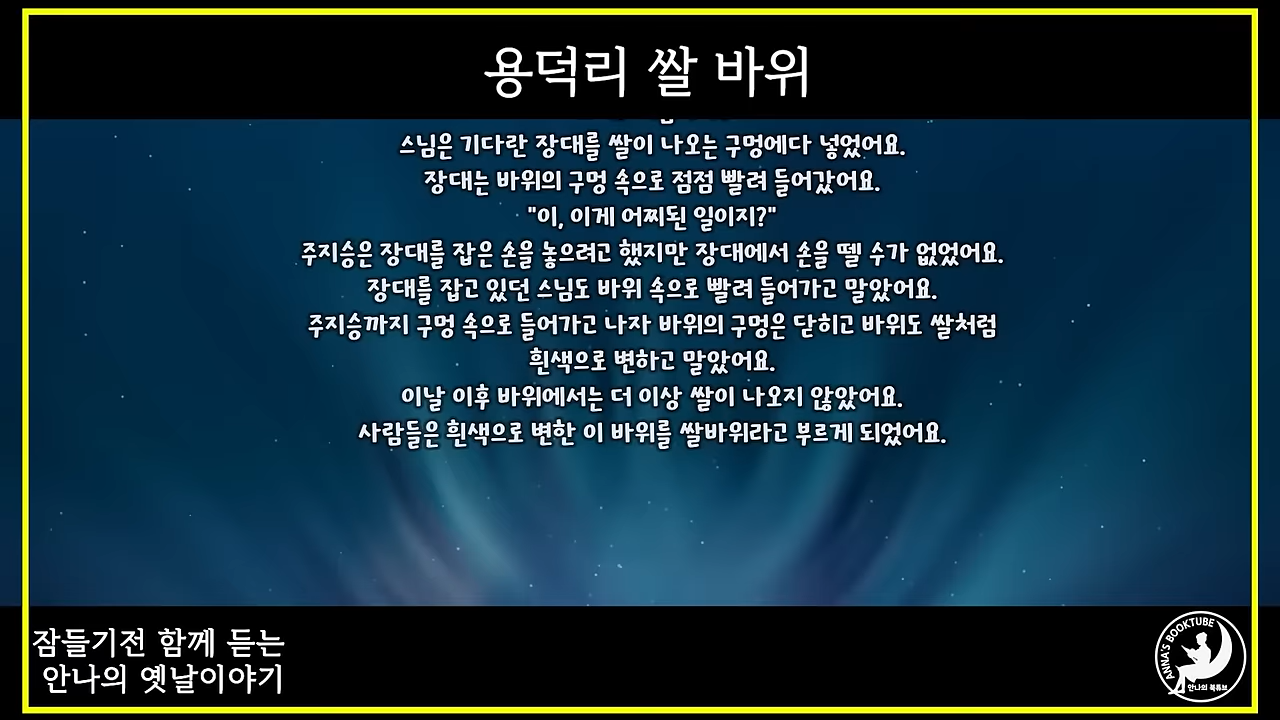 용덕리 쌀 바위
스님은 기다란 장대를 쌀이 나오는 구멍에다 넣었어요.
장대는 바위의 구멍 속으로 점점 빨려 들어갔어요.
"이, 이게 어찌된 일이지?"
주지승은 장대를 잡은 손을 놓으려고 했지만 장대에서 손을 뗄 수가 없었어요.
장대를 잡고 있던 스님도 바위 속으로 빨려 들어가고 말았어요.
주지승까지 구멍 속으로 들어가고 나자 바위의 구멍은 닫히고 바위도 쌀처럼
흰색으로 변하고 말았어요.
이날 이후 바위에서는 더 이상 쌀이 나오지 않았어요.
사람들은 흰색으로 변한 이 바위를 쌀바위라고 부르게 되었어요.
잠들기전 함께 듣는
안나의 옛날이야기
ANNA'S BOOKTUBE
안나의 북튜브